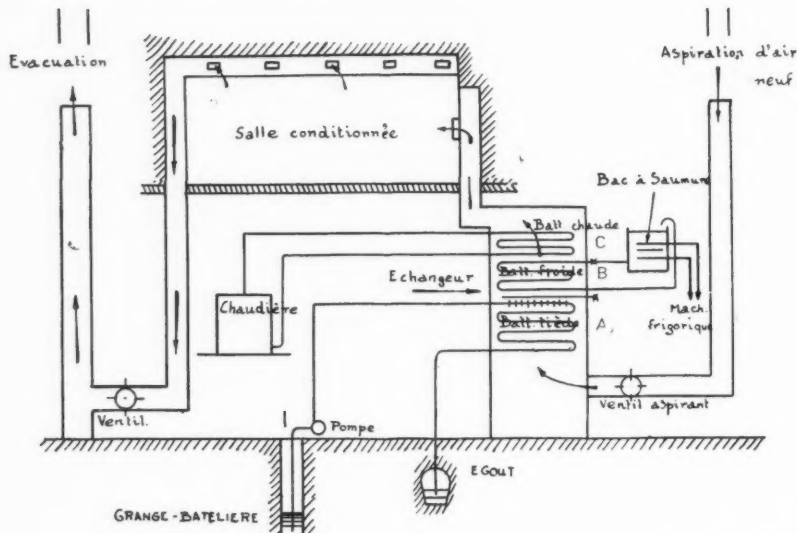 Evacuation
Aspiration d'air
neuf
Salle conditionnée
Bac à Saumure
Batt chaude
C
Batt. froide
B
Echangeur
Chaudière
Batt. tiède
A
Mach.
frigorique
Ventil.
Ventil aspirant
Pompe
EGOUT
GRANGE-BATELIERE